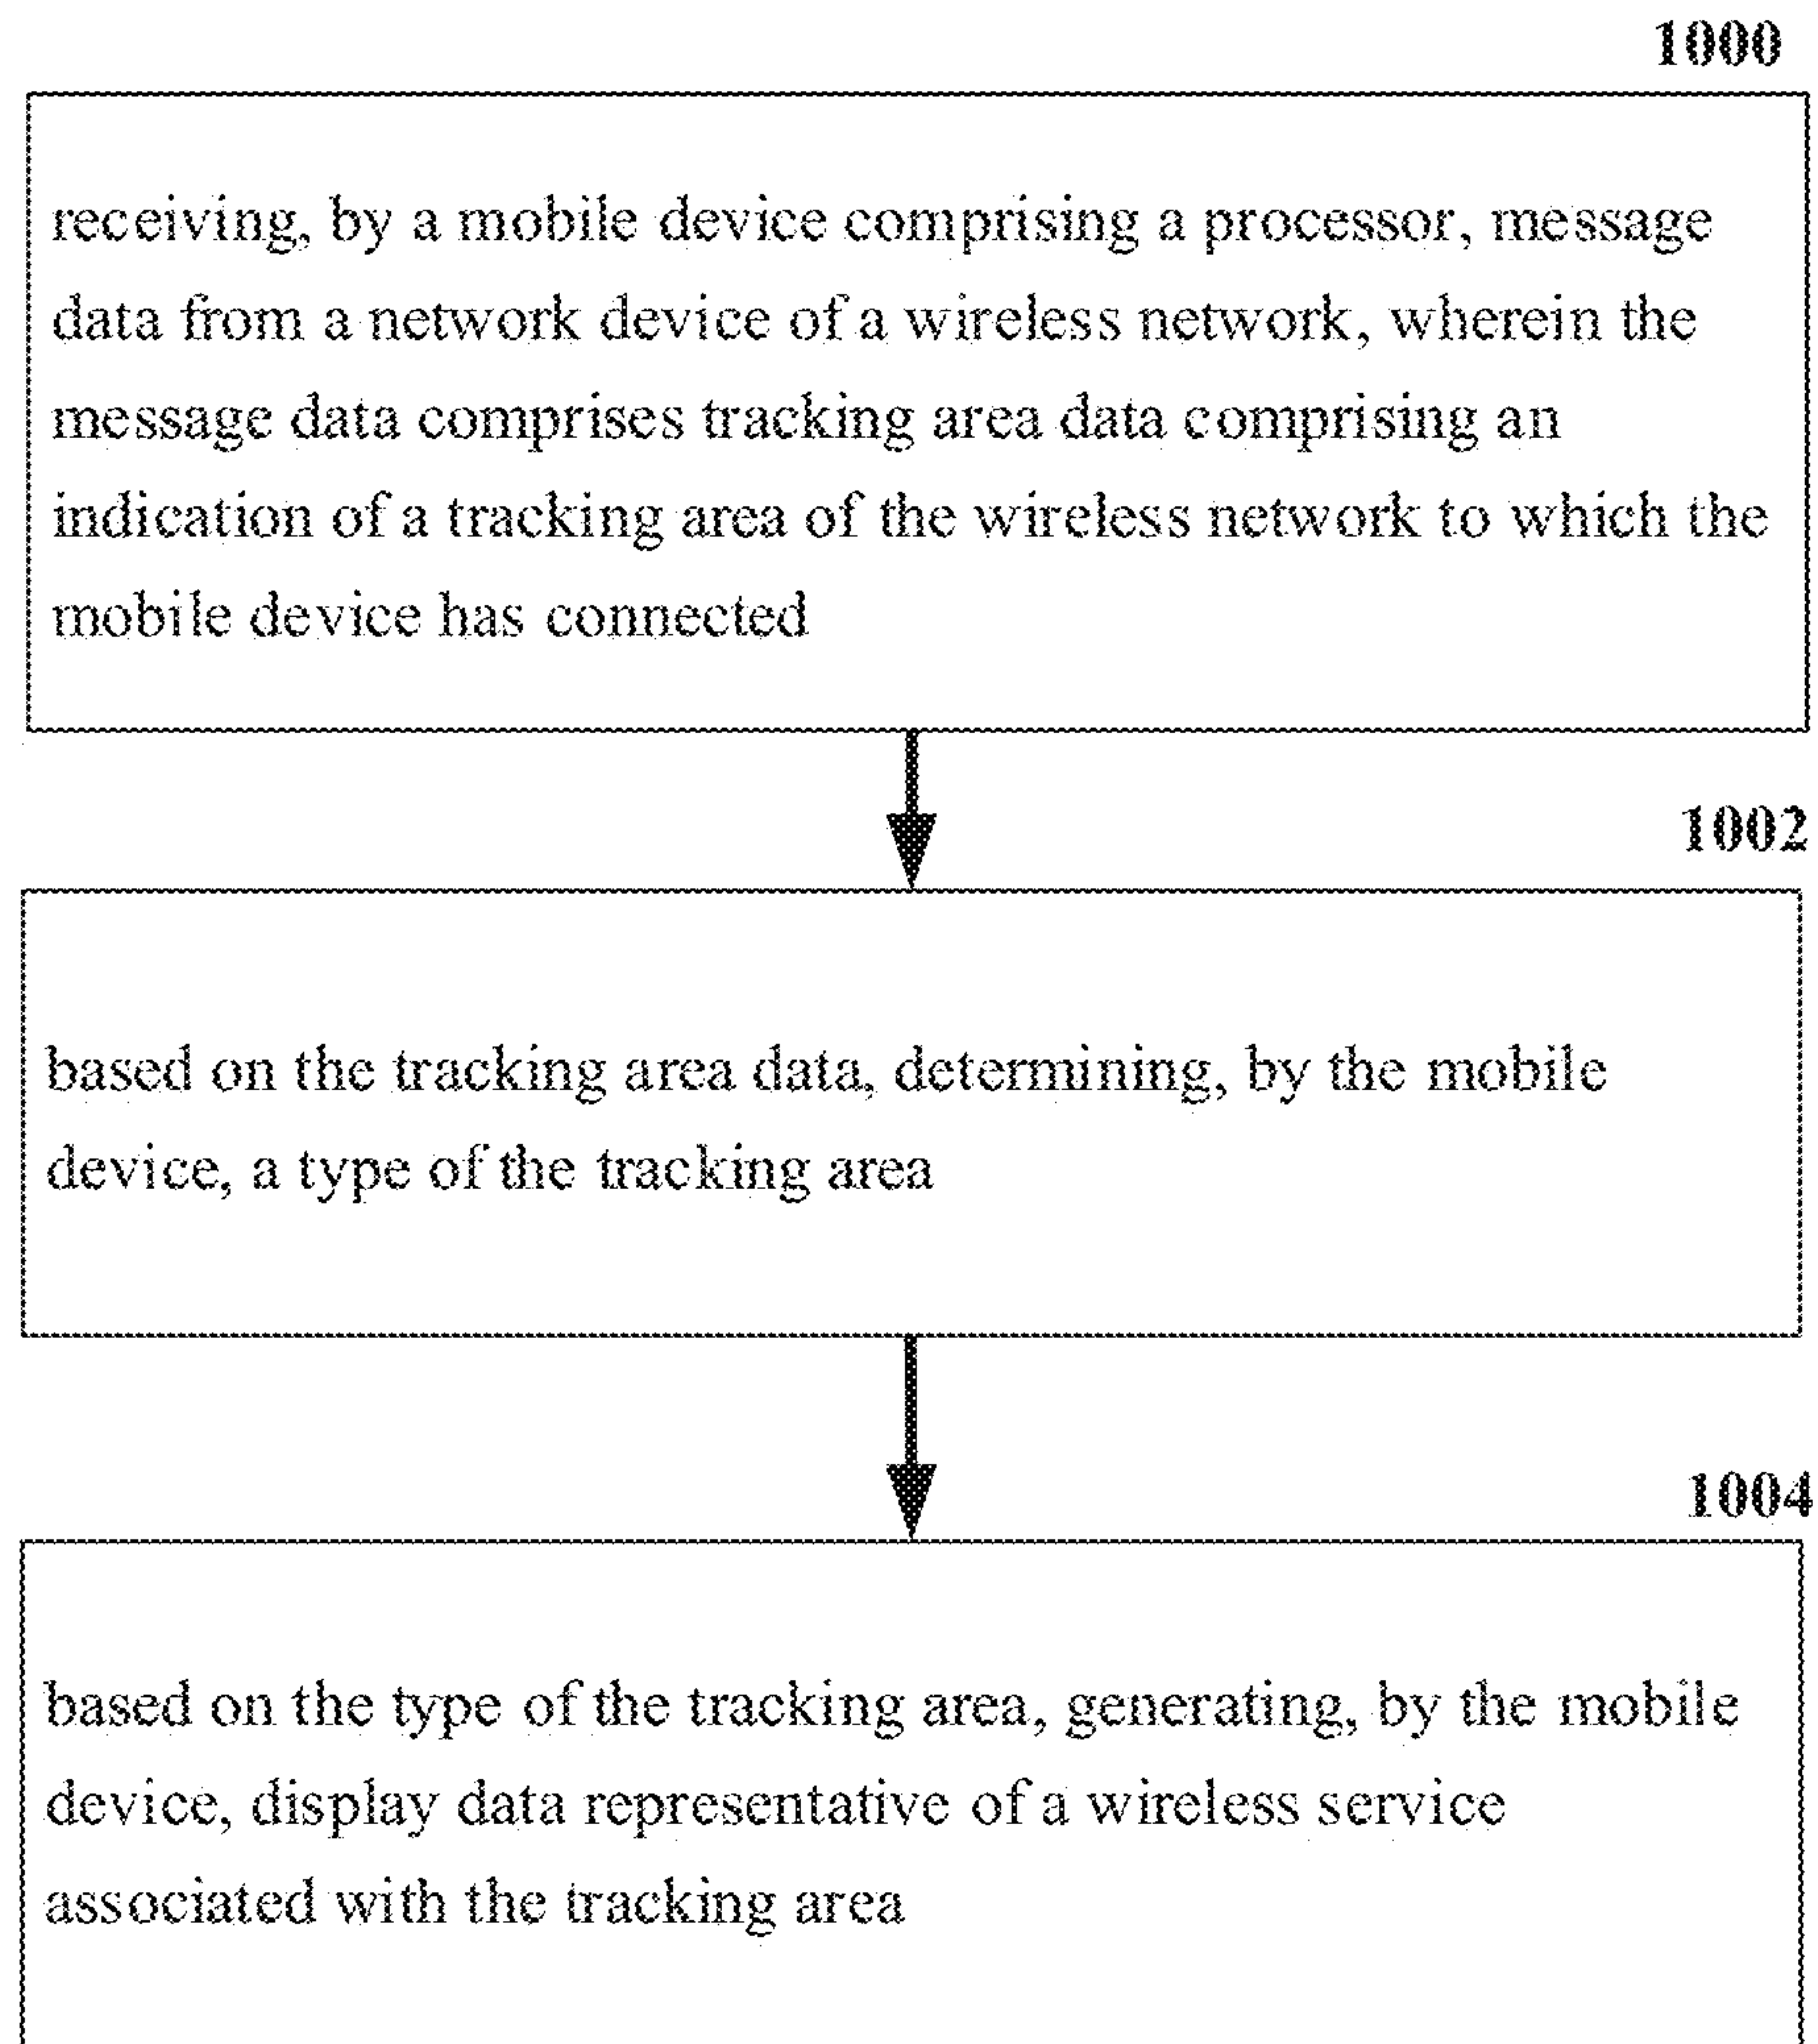 1000
receiving, by a mobile device comprising a processor, message
data from a network device of a wireless network, wherein the
message data comprises tracking area data comprising an
indication of a tracking area of the wireless network to which the
mobile device has connected
1002
based on the tracking area data, determining, by the mobile
device, a type of the tracking area
1004
based on the type of the tracking area, generating, by the mobile
device, display data representative of a wireless service
associated with the tracking area